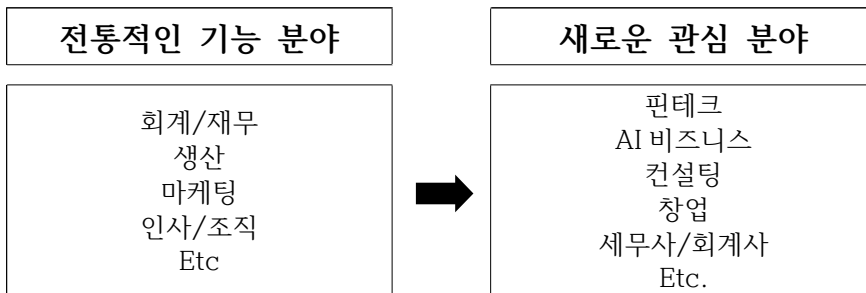 전통적인 기능 분야
회계/재무
생산
마케팅
인사/조직
Etc
새로운 관심 분야
핀테크
AI 비즈니스
컨설팅
창업
세무사/회계사
Etc.